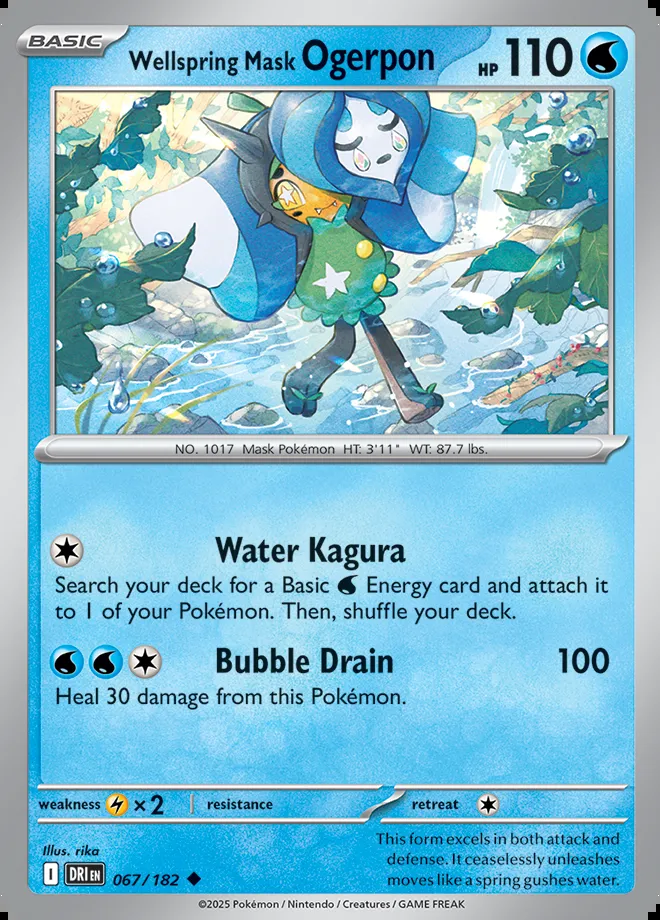 BASIC
Wellspring Mask Ogerpon HP 110
NO. 1017 Mask Pokémon HT: 3'11" WT: 87.7 lbs.
Water Kagura
Search your deck for a Basic Energy card and attach it
to 1 of your Pokémon. Then, shuffle your deck.
Bubble Drain 100
Heal 30 damage from this Pokémon.
weakness ×2 resistance retreat
Illus. rika
This form excels in both attack and
defense. It ceaselessly unleashes
moves like a spring gushes water.
I DRI EN 067/182
©2025 Pokémon / Nintendo / Creatures / GAME FREAK